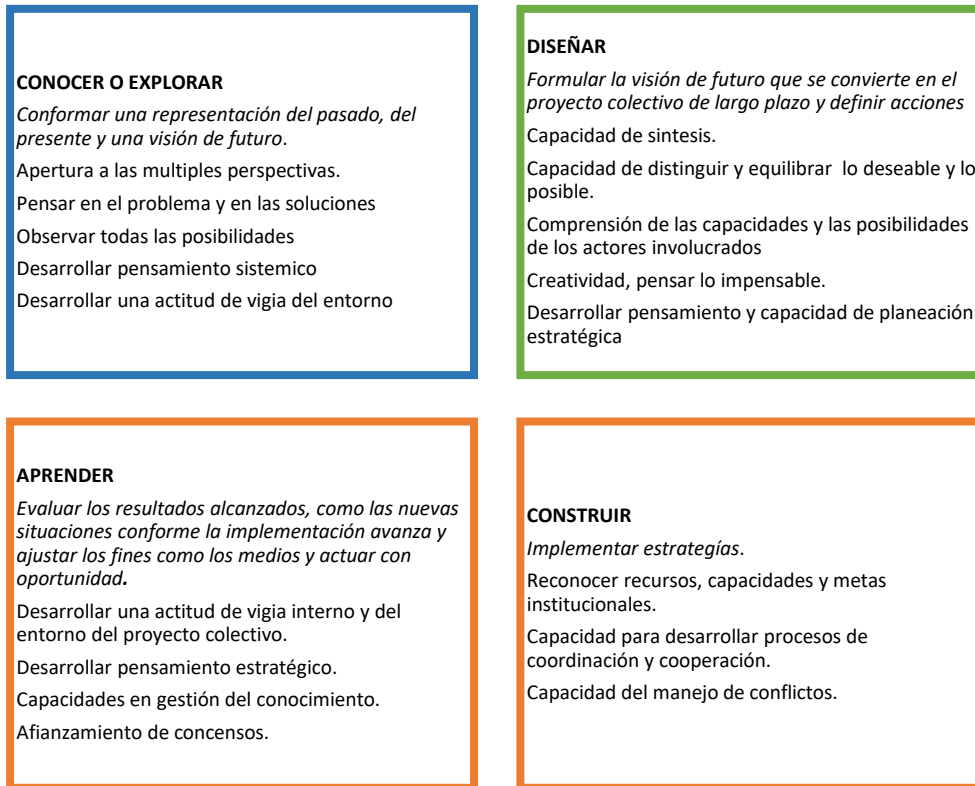 CONOCER O EXPLORAR
Conformar una representación del pasado, del
presente y una visión de futuro.
Apertura a las multiples perspectivas.
Pensar en el problema y en las soluciones
Observar todas las posibilidades
Desarrollar pensamiento sistemico
Desarrollar una actitud de vigia del entorno
DISEÑAR
Formular la visión de futuro que se convierte en el
proyecto colectivo de largo plazo y definir acciones
Capacidad de sintesis.
Capacidad de distinguir y equilibrar lo deseable y lo
posible.
Comprensión de las capacidades y las posibilidades
de los actores involucrados
Creatividad, pensar lo impensable.
Desarrollar pensamiento y capacidad de planeación
estratégica
APRENDER
Evaluar los resultados alcanzados, como las nuevas
situaciones conforme la implementación avanza y
ajustar los fines como los medios y actuar con
oportunidad.
Desarrollar una actitud de vigia interno y del
entorno del proyecto colectivo.
Desarrollar pensamiento estratégico.
Capacidades en gestión del conocimiento.
Afianzamiento de concensos.
CONSTRUIR
Implementar estrategías.
Reconocer recursos, capacidades y metas
institucionales.
Capacidad para desarrollar procesos de
coordinación y cooperación.
Capacidad del manejo de conflictos.